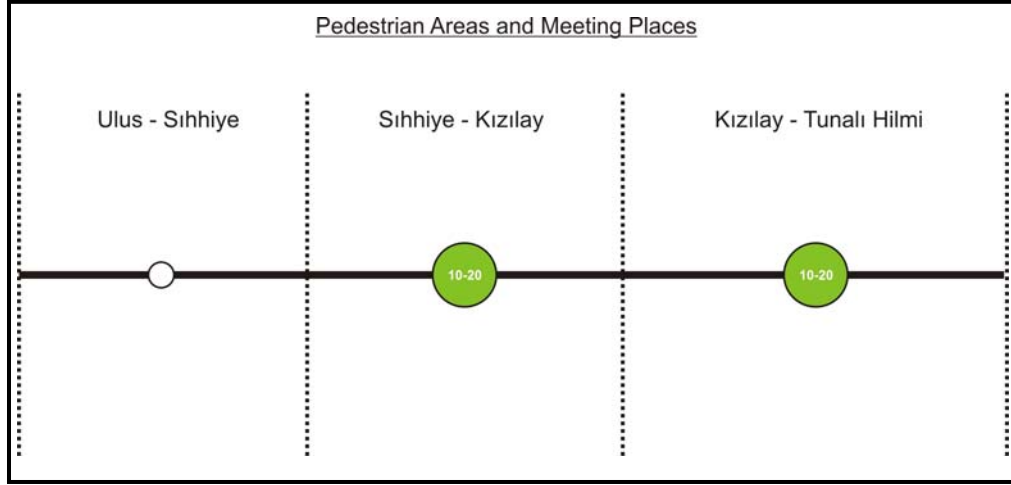 Pedestrian Areas and Meeting Places
Ulus - Sıhhiye
Sıhhiye - Kızılay
Kızılay - Tunalı Hilmi
10-20
10-20